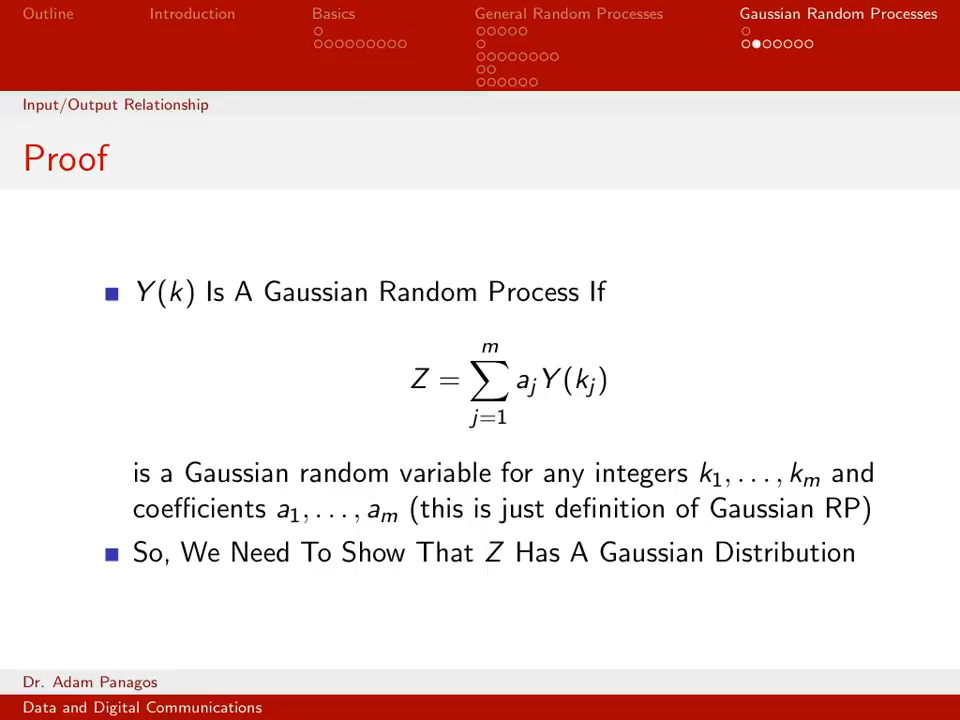 Outline Introduction Basics General Random Processes Gaussian Random Processes
Input/Output Relationship
Proof
Y(k) Is A Gaussian Random Process If
Z = \sum_{j=1}^{m} a_j Y(k_j)
is a Gaussian random variable for any integers k_1, . . . , k_m and
coefficients a_1, . . . , a_m (this is just definition of Gaussian RP)
So, We Need To Show That Z Has A Gaussian Distribution
Dr. Adam Panagos
Data and Digital Communications